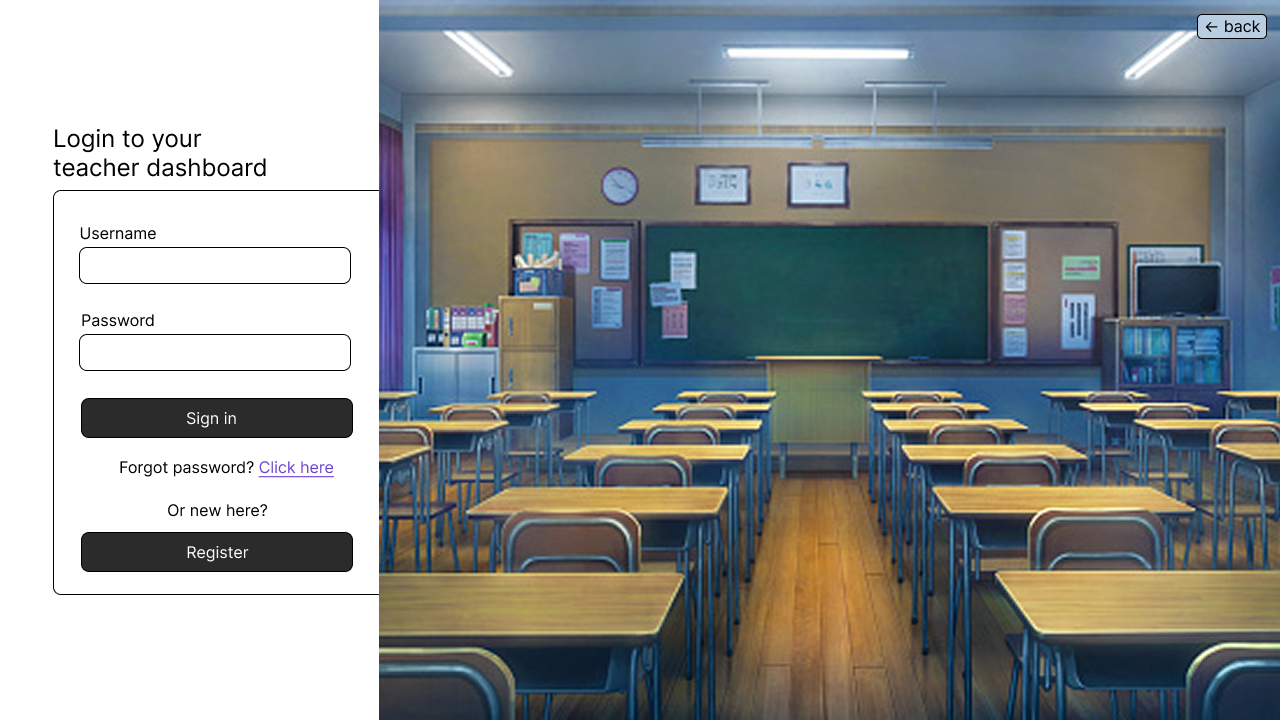 ← back
Login to your
teacher dashboard
Username
Password
Sign in
Forgot password? Click here
Or new here?
Register